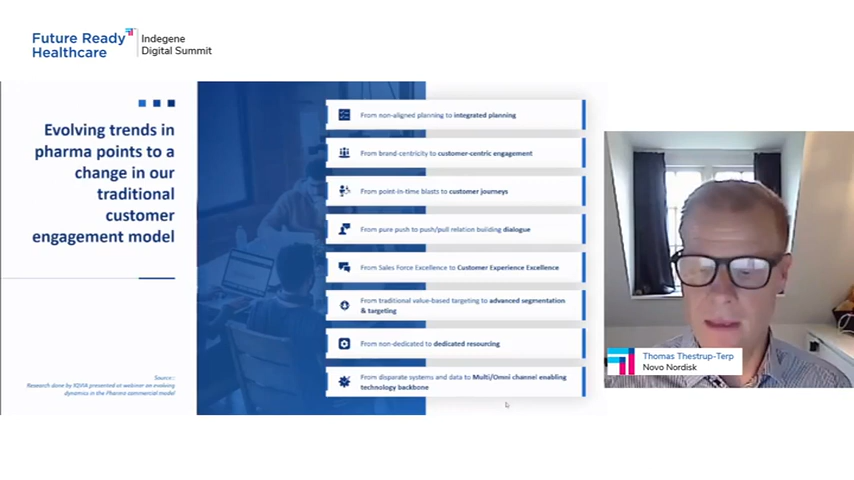 Future Ready
Healthcare
Indegene
Digital Summit
Evolving trends in
pharma points to a
change in our
traditional
customer
engagement model
Source:
Research done by IQVIA presented at webinar on evolving
dynamics in the Pharma commercial model
From non-aligned planning to integrated planning
From brand-centricity to customer-centric engagement
From point-in-time blasts to customer journeys
From pure push to push/pull relation building dialogue
From Sales Force Excellence to Customer Experience Excellence
From traditional value-based targeting to advanced segmentation
& targeting
From non-dedicated to dedicated resourcing
From disparate systems and data to Multi/Omni channel enabling
technology backbone
Thomas Thestrup-Terp
Novo Nordisk